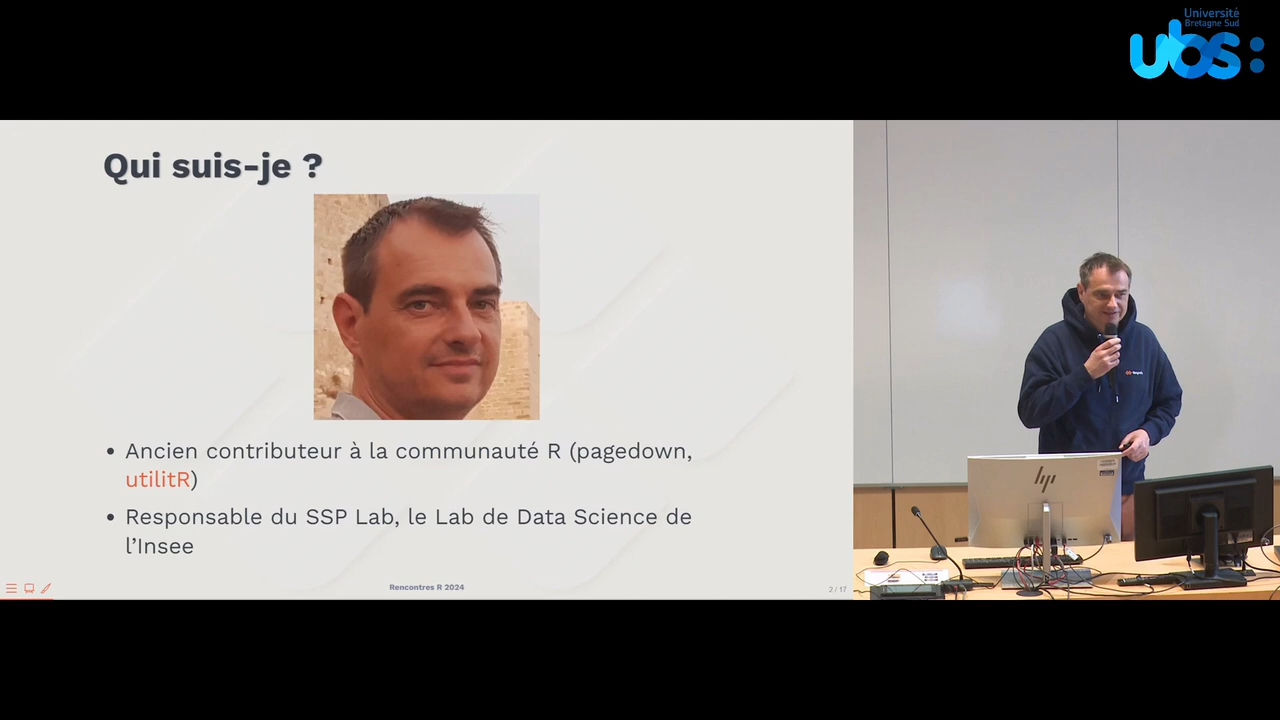 Université
Bretagne Sud
ubs:
Qui suis-je ?
• Ancien contributeur à la communauté R (pagedown,
utilitR)
• Responsable du SSP Lab, le Lab de Data Science de
l’Insee
Rencontres R 2024
2 / 17
hp